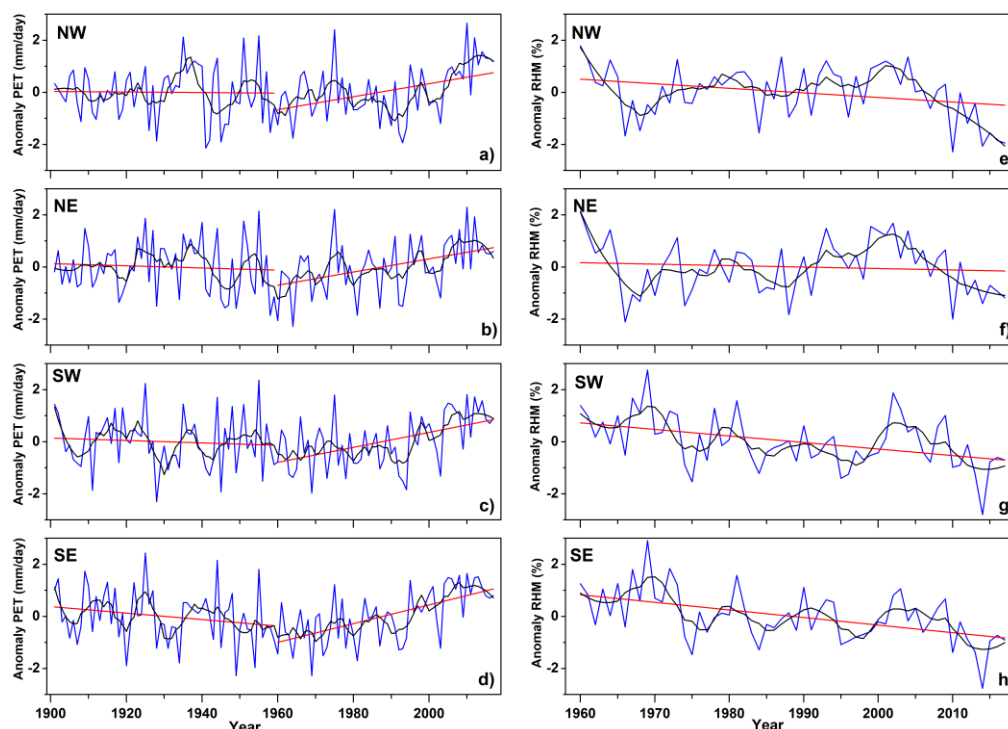 Anomaly PET (mm/day)
2
0
-2
NW
a)
Anomaly RHM (%)
2
0
-2
NW
e
Anomaly PET (mm/day)
2
0
-2
NE
b)
Anomaly RHM (%)
2
0
-2
NE
f)
Anomaly PET (mm/day)
2
0
-2
SW
c)
Anomaly RHM (%)
2
0
-2
SW
g
Anomaly PET (mm/day)
2
0
-2
SE
d)
Anomaly RHM (%)
2
0
-2
SE
h
1900 1920 1940 1960 1980 2000
Year
1960 1970 1980 1990 2000 2010
Year